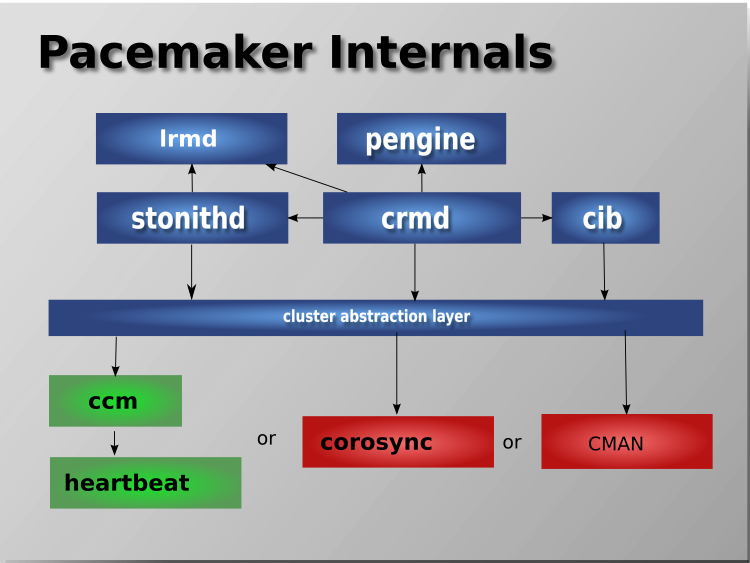 Pacemaker Internals
lrmd
pengine
stonithd
crmd
cib
cluster abstraction layer
ccm
or
corosync
or
CMAN
heartbeat